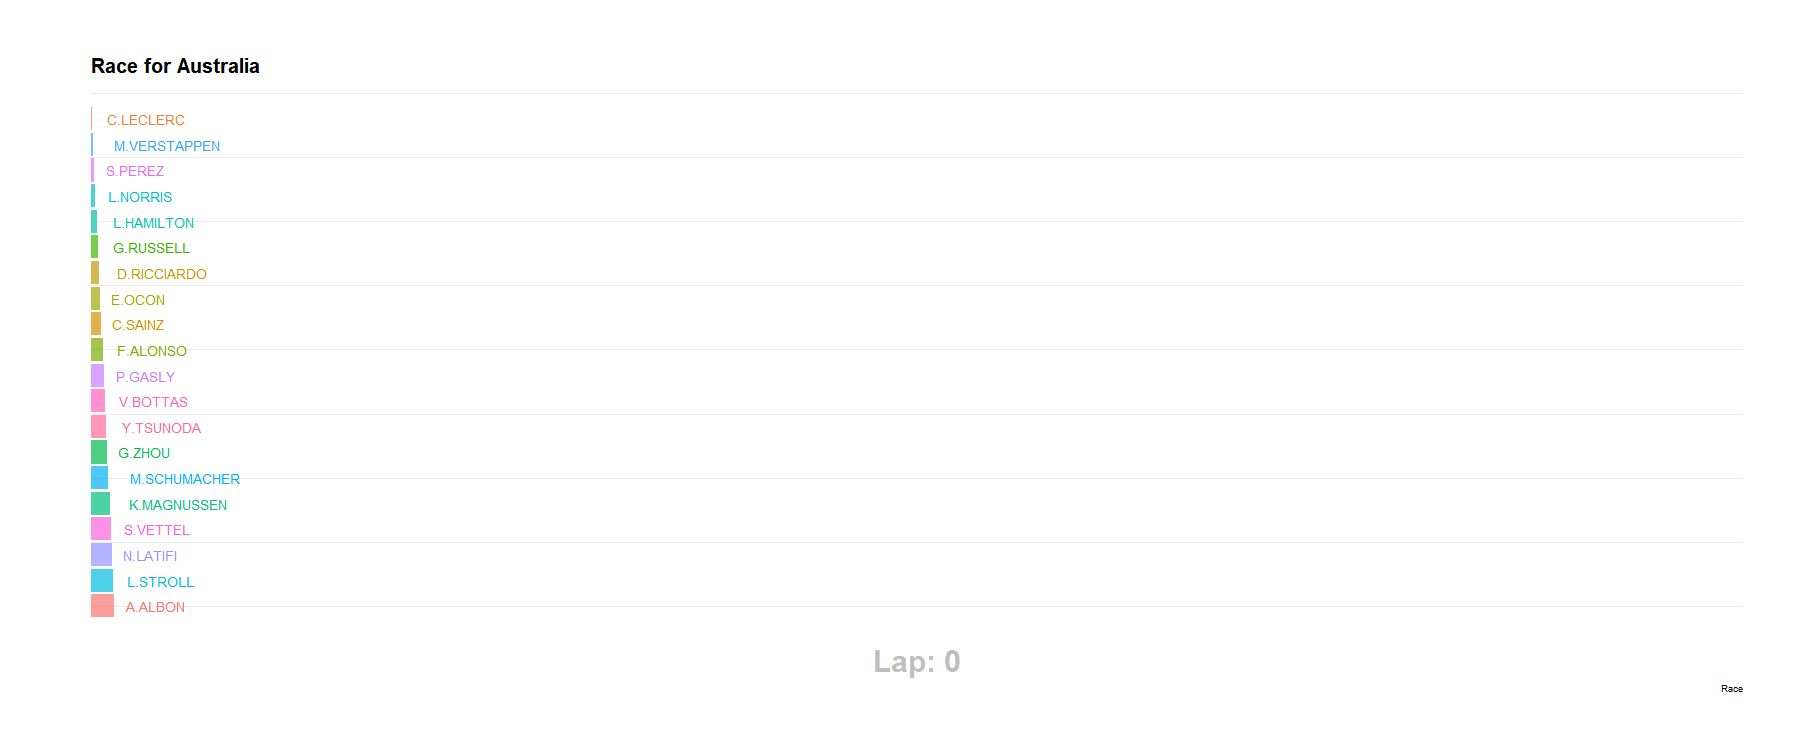 Race for Australia
C.LECLERC
M.VERSTAPPEN
S.PEREZ
L.NORRIS
L.HAMILTON
G.RUSSELL
D.RICCIARDO
E.OCON
C.SAINZ
F.ALONSO
P.GASLY
V.BOTTAS
Y.TSUNODA
G.ZHOU
M.SCHUMACHER
K.MAGNUSSEN
S.VETTEL
N.LATIFI
L.STROLL
A.ALBON
Lap: 0
Race